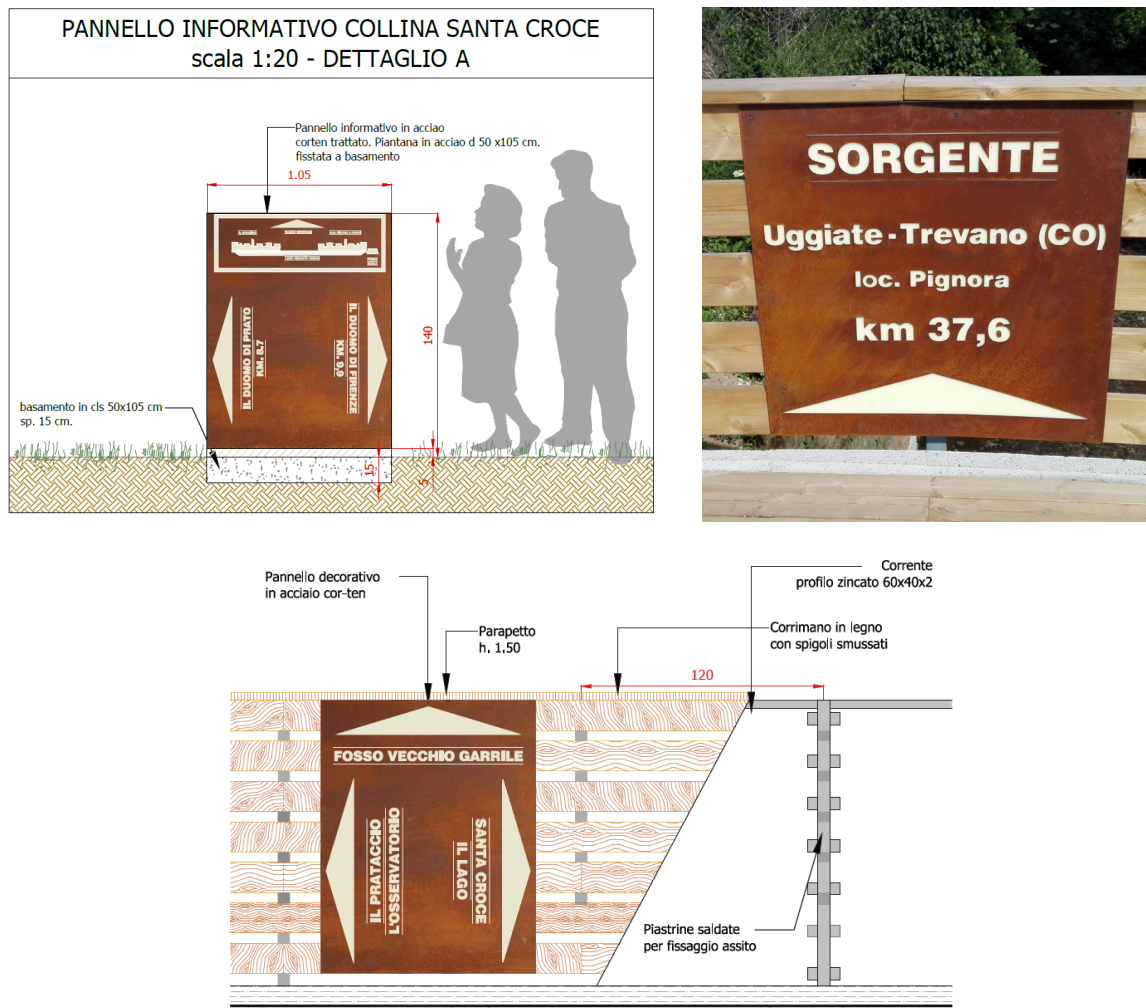 PANNELLO INFORMATIVO COLLINA SANTA CROCE
scala 1:20 - DETTAGLIO A
Pannello informativo in acciao
corten trattato. Piantana in acciao d 50 x105 cm.
fisstata a basamento
1.05
IL DUOMO DI PRATO
KM. 8.7
IL DUOMO DI FIRENZE
KM. 9,9
140
basamento in cls 50x105 cm
sp. 15 cm.
15
5
SORGENTE
Uggiate-Trevano (CO)
loc. Pignora
km 37,6
Pannello decorativo
in acciaio cor-ten
Parapetto
h. 1.50
Corrimano in legno
con spigoli smussati
Corrente
profilo zincato 60x40x2
120
FOSSO VECCHIO GARRILE
IL PRATACCIO
L'OSSERVATORIO
SANTA CROCE
IL LAGO
Piastrine saldate
per fissaggio assito